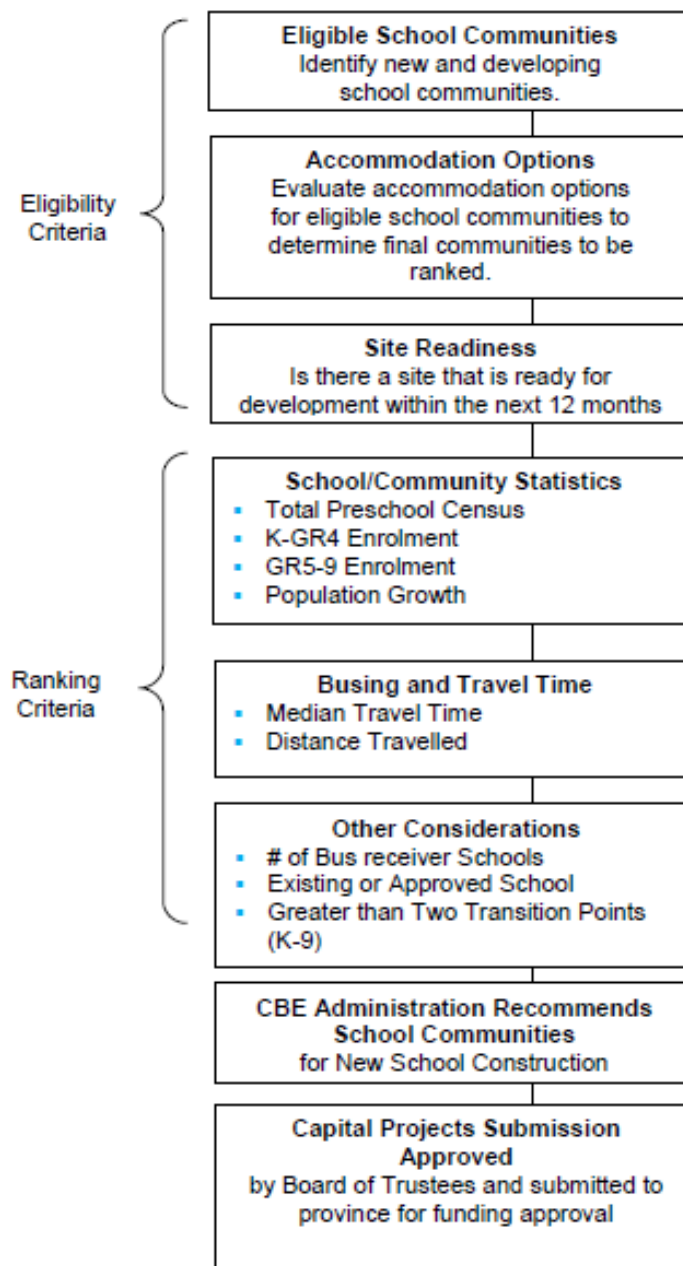 Eligible School Communities
Identify new and developing
school communities.
Accommodation Options
Evaluate accommodation options
for eligible school communities to
determine final communities to be
ranked.
Eligibility
Criteria
Site Readiness
Is there a site that is ready for
development within the next 12 months
School/Community Statistics
▪ Total Preschool Census
▪ K-GR4 Enrolment
▪ GR5-9 Enrolment
▪ Population Growth
Ranking
Criteria
Busing and Travel Time
▪ Median Travel Time
▪ Distance Travelled
Other Considerations
▪ # of Bus receiver Schools
▪ Existing or Approved School
▪ Greater than Two Transition Points
(K-9)
CBE Administration Recommends
School Communities
for New School Construction
Capital Projects Submission
Approved
by Board of Trustees and submitted to
province for funding approval